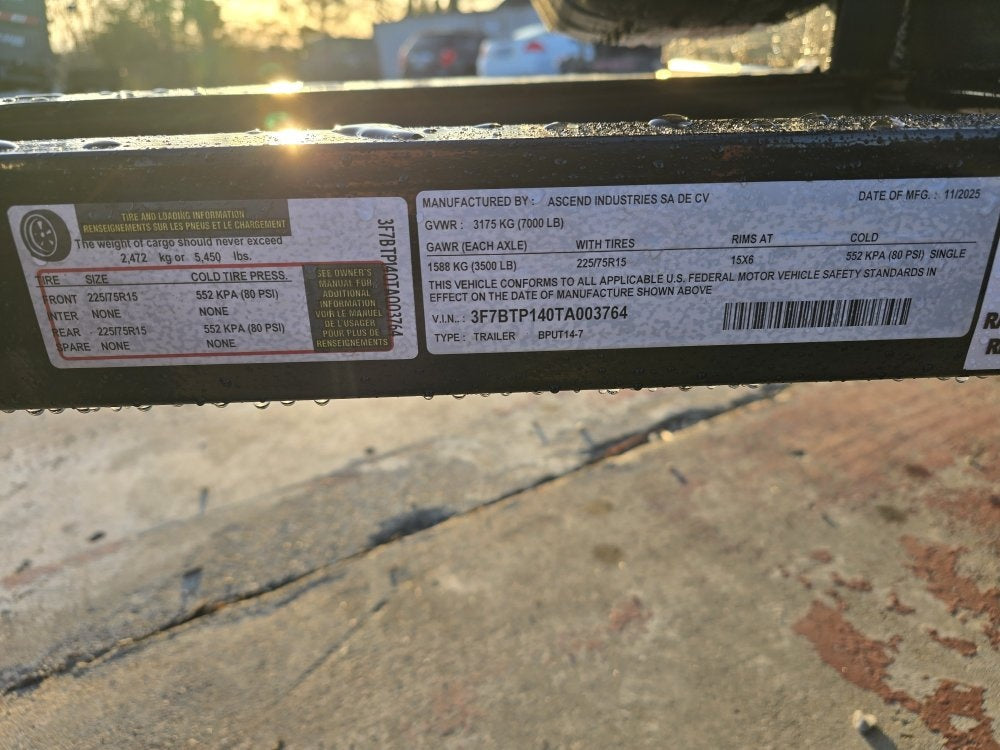 TIRE AND LOADING INFORMATION
RENSEIGNEMENTS SUR LES PNEUS ET LE CHARGEMENT
The weight of cargo should never exceed
2,472 kg or 5,450 lbs.
TIRE SIZE COLD TIRE PRESS.
FRONT 225/75R15 552 KPA (80 PSI)
INTER NONE NONE
REAR 225/75R15 552 KPA (80 PSI)
SPARE NONE NONE
SEE OWNER'S
MANUAL FOR
ADDITIONAL
INFORMATION
VOIR LE MANUEL
DE L'USAGER
POUR PLUS DE
RENSEIGNEMENTS
3F7BTP140TA003764
MANUFACTURED BY : ASCEND INDUSTRIES SA DE CV DATE OF MFG. : 11/2025
GVWR : 3175 KG (7000 LB)
GAWR (EACH AXLE) WITH TIRES RIMS AT COLD
1588 KG (3500 LB) 225/75R15 15X6 552 KPA (80 PSI) SINGLE
THIS VEHICLE CONFORMS TO ALL APPLICABLE U.S. FEDERAL MOTOR VEHICLE SAFETY STANDARDS IN
EFFECT ON THE DATE OF MANUFACTURE SHOWN ABOVE
V.I.N.. : 3F7BTP140TA003764
TYPE : TRAILER BPUT14-7